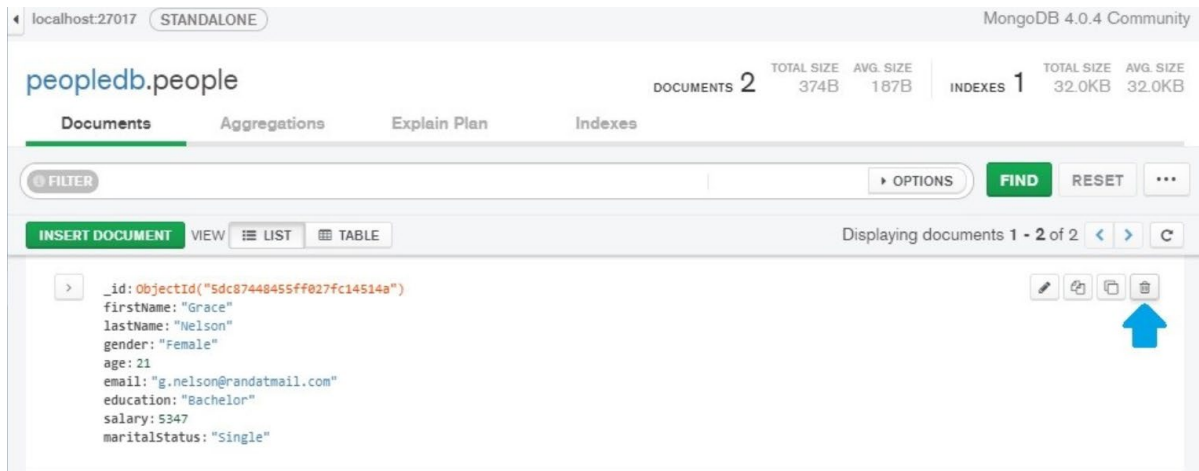 localhost:27017 STANDALONE MongoDB 4.0.4 Community
peopledb.people DOCUMENTS 2 TOTAL SIZE 374B AVG. SIZE 187B INDEXES 1 TOTAL SIZE 32.0KB AVG. SIZE 32.0KB
Documents Aggregations Explain Plan Indexes
FILTER OPTIONS FIND RESET ...
INSERT DOCUMENT VIEW LIST TABLE Displaying documents 1 - 2 of 2 < > C
> _id: ObjectId("5dc87448455ff027fc14514a")
firstName: "Grace"
lastName: "Nelson"
gender: "Female"
age: 21
email: "g.nelson@randatmail.com"
education: "Bachelor"
salary: 5347
maritalStatus: "Single"